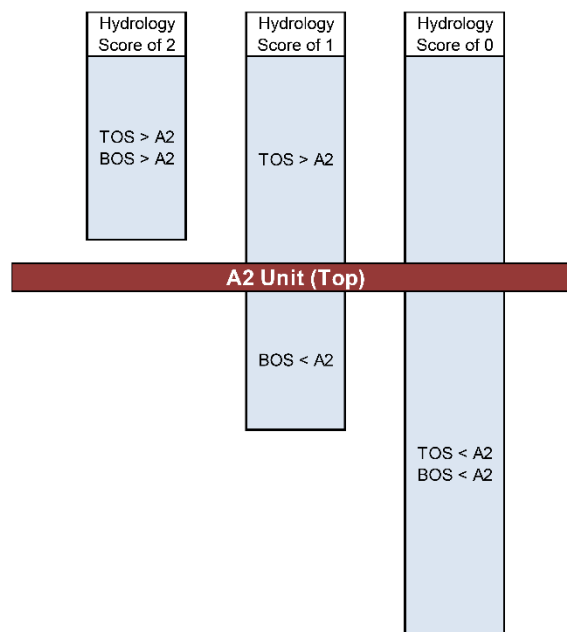 Hydrology
Score of 2
Hydrology
Score of 1
Hydrology
Score of 0
TOS > A2
BOS > A2
TOS > A2
A2 Unit (Top)
BOS < A2
TOS < A2
BOS < A2